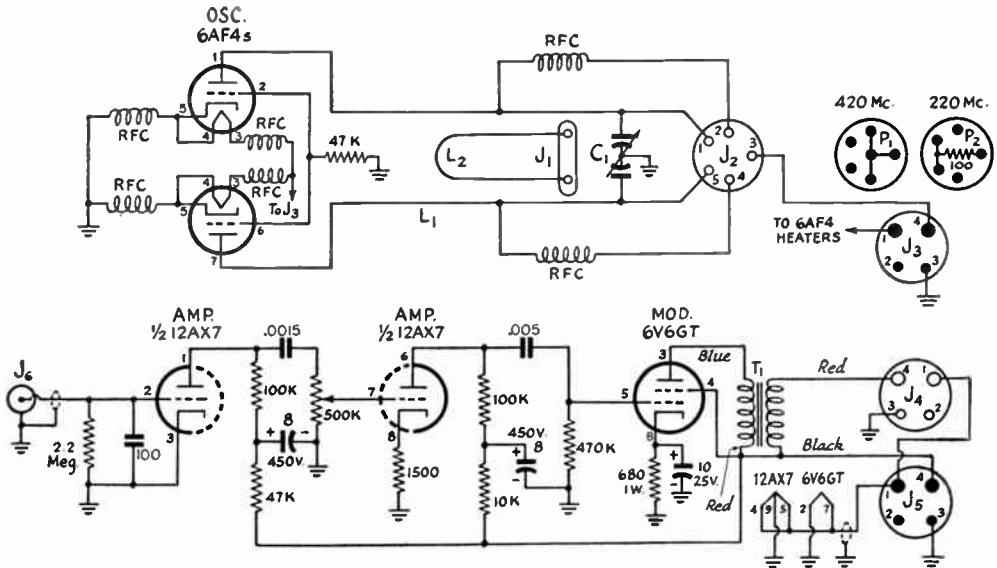 OSC.
6AF4s
1
2
5
4
3
RFC
RFC
RFC
RFC
4
3
5
6
7
To J3
47 K
L1
L2
J1
C1
RFC
RFC
J2
1
2
3
4
5
420 Mc.
P1
220 Mc.
P2
100
TO 6AF4
HEATERS
J3
1
4
2
3
J6
2.2
Meg.
100
AMP.
½ 12AX7
1
2
3
.0015
100K
8
+ -
450V.
47K
500K
AMP.
½ 12AX7
6
7
8
1500
.005
100K
450V.
8
+
-
10K
470K
MOD.
6V6GT
3
4
5
8
680
1W.
+
-
10
25V.
Blue
T1
Red
Black
Red
J4
4
1
3
2
12AX7 6V6GT
4
9
5
2
7
J5
1
4
2
3